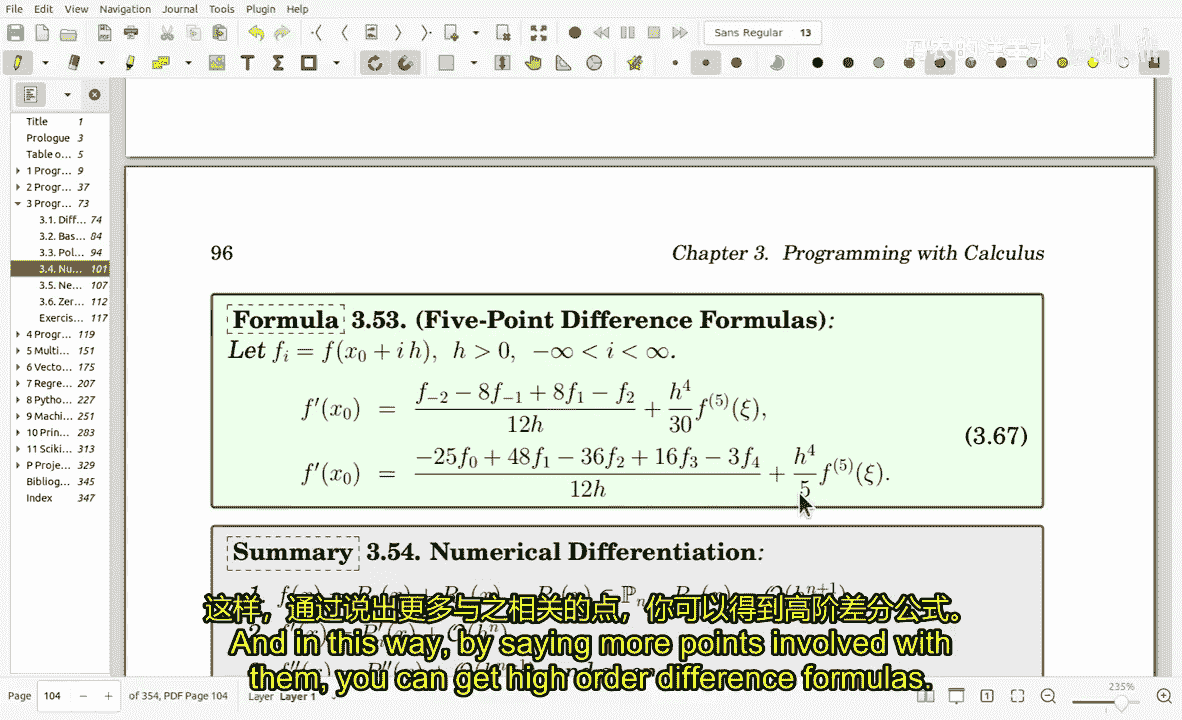 File Edit View Navigation Journal Tools Plugin Help
Sans Regular 13
Title 1
Prologue 3
Table o... 5
1 Progr... 9
2 Progr... 37
3 Progr... 73
3.1. Diff... 74
3.2. Bas... 84
3.3. Pol... 94
3.4. Nu... 101
3.5. Ne... 107
3.6. Zer... 112
Exercis... 117
4 Progr... 119
5 Multi... 151
6 Vecto... 175
7 Regre... 207
8 Pytho... 227
9 Machi... 251
10 Prin... 283
11 Sciki... 313
P Proje... 329
Bibliog... 345
Index 347
96 Chapter 3. Programming with Calculus
Formula 3.53. (Five-Point Difference Formulas):
Let f_i = f(x_0 + i h), h > 0, −∞ < i < ∞.
f′(x_0) = (f_{−2} − 8f_{−1} + 8f_1 − f_2)/(12h) + (h^4/30) f^{(5)}(ξ),
(3.67)
f′(x_0) = (−25f_0 + 48f_1 − 36f_2 + 16f_3 − 3f_4)/(12h) + (h^4/5) f^{(5)}(ξ).
Summary 3.54. Numerical Differentiation:
这样，通过说出更多与之相关的点，你可以得到高阶差分公式。
And in this way, by saying more points involved with
them, you can get high order difference formulas.
Page 104 of 354, PDF Page 104 Layer Layer 1 235%